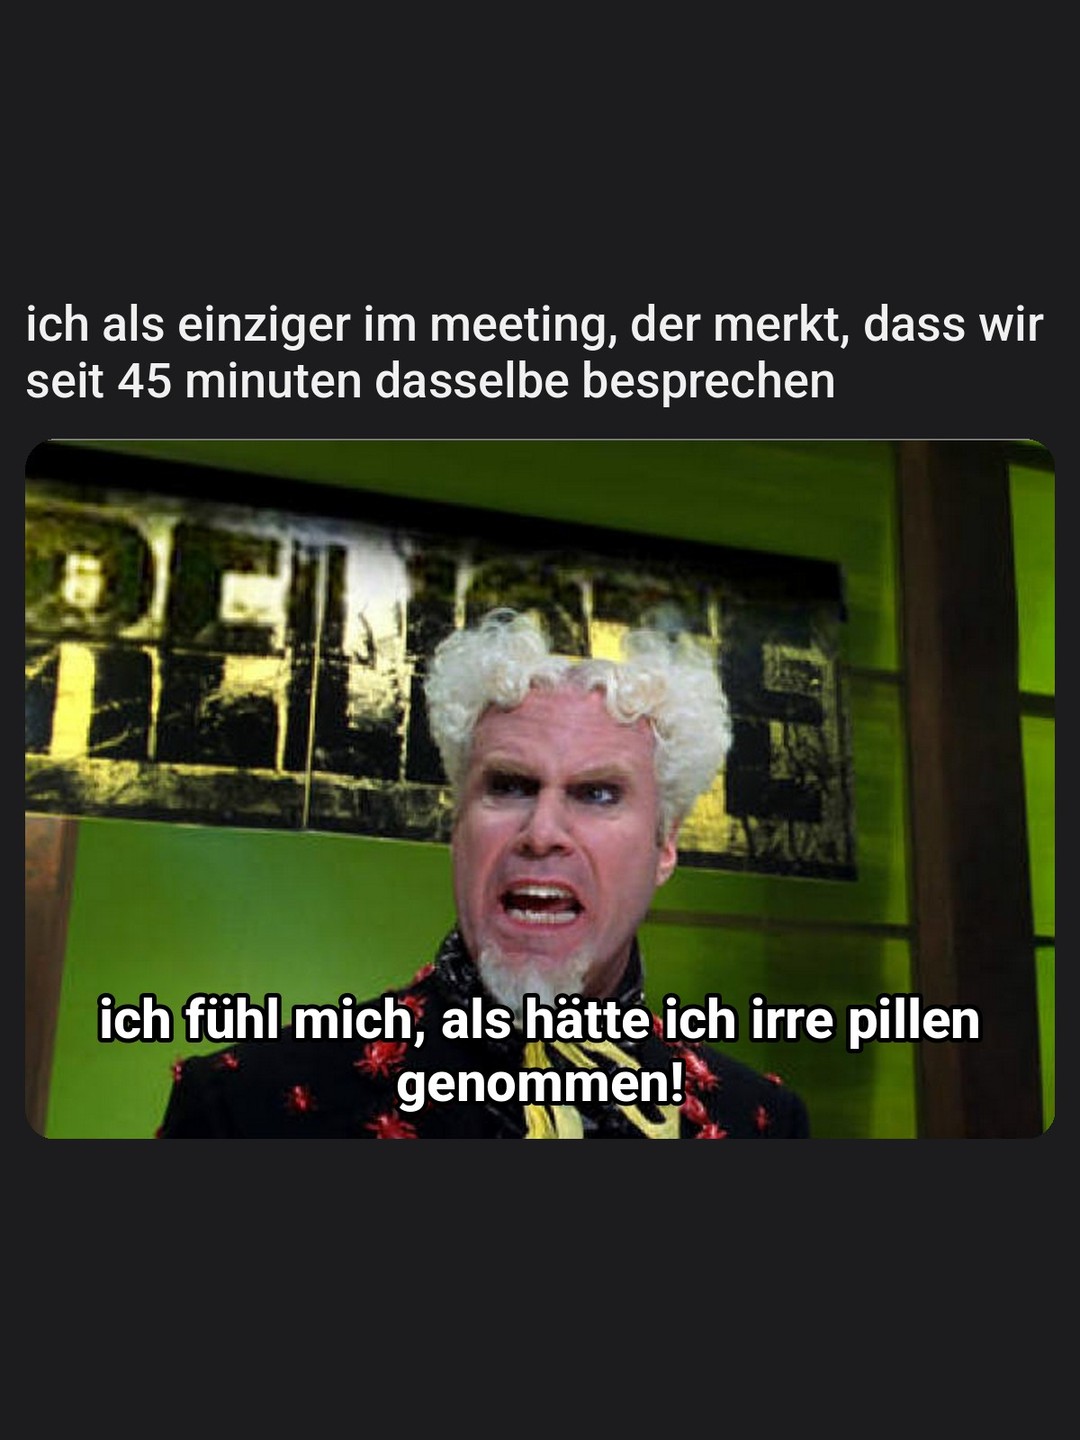 ich als einziger im meeting, der merkt, dass wir
seit 45 minuten dasselbe besprechen
ich fühl mich, als hätte ich irre pillen
genommen!